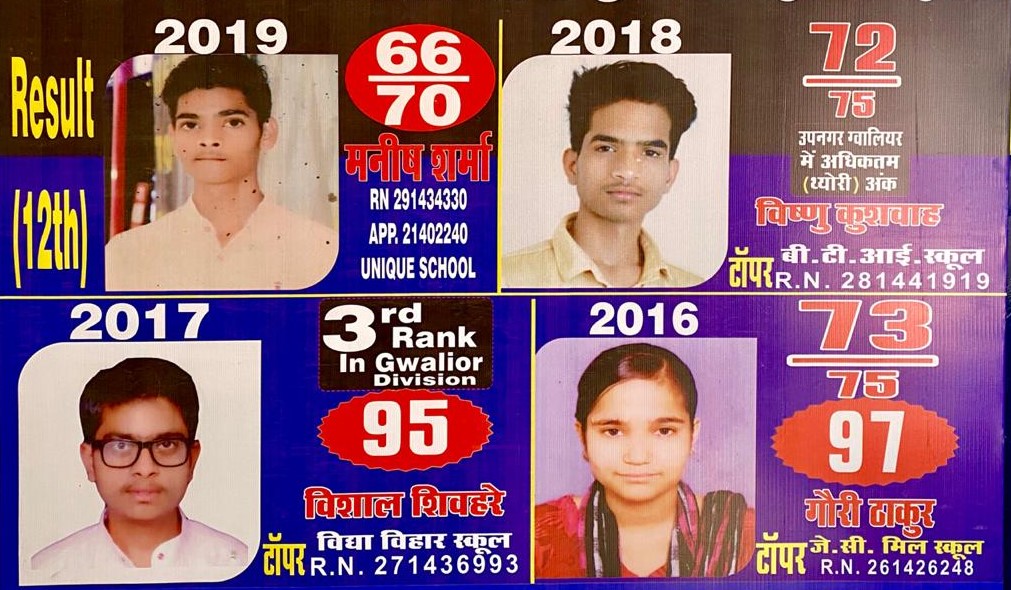 Result
(12th)
2019
66
70
मनीष शर्मा
RN 291434330
APP. 21402240
UNIQUE SCHOOL
2018
72
75
उपनगर ग्वालियर
में अधिकतम
(थ्योरी) अंक
विष्णु कुशवाह
टॉपर बी.टी.आई.स्कूल
R.N. 281441919
2017
3rd
Rank
In Gwalior
Division
95
विशाल शिवहरे
टॉपर विद्या विहार स्कूल
R.N. 271436993
2016
73
75
97
गौरी ठाकुर
टॉपर जे.सी. मिल स्कूल
R.N. 261426248